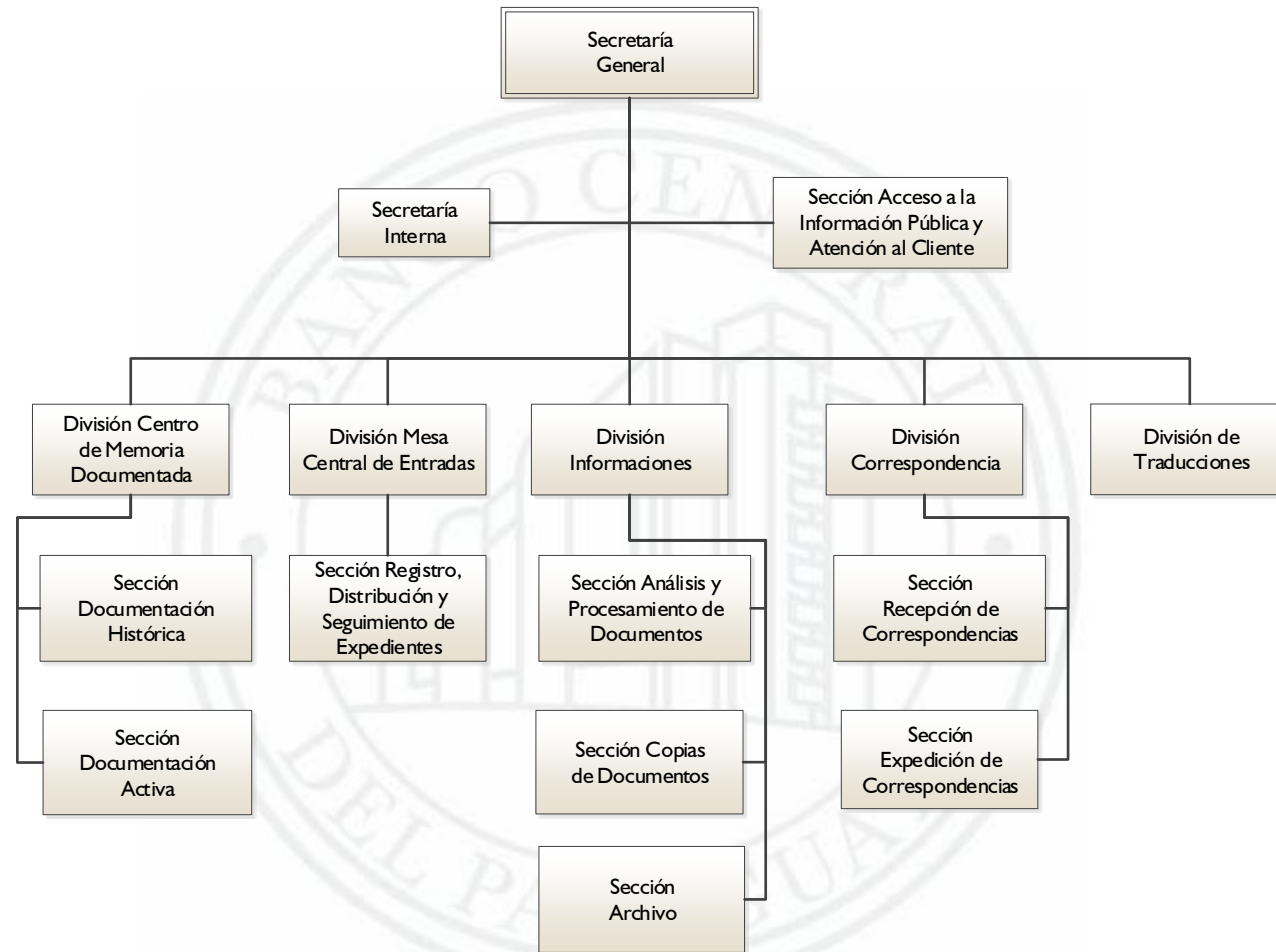 Secretaría
General
Secretaría
Interna
Sección Acceso a la
Información Pública y
Atención al Cliente
División Centro
de Memoria
Documentada
División Mesa
Central de Entradas
División
Informaciones
División
Correspondencia
División de
Traducciones
Sección
Documentación
Histórica
Sección Registro,
Distribución y
Seguimiento de
Expedientes
Sección Análisis y
Procesamiento de
Documentos
Sección
Recepción de
Correspondencias
Sección
Documentación
Activa
Sección Copias
de Documentos
Sección
Expedición de
Correspondencias
Sección
Archivo
BANCO CENTRAL